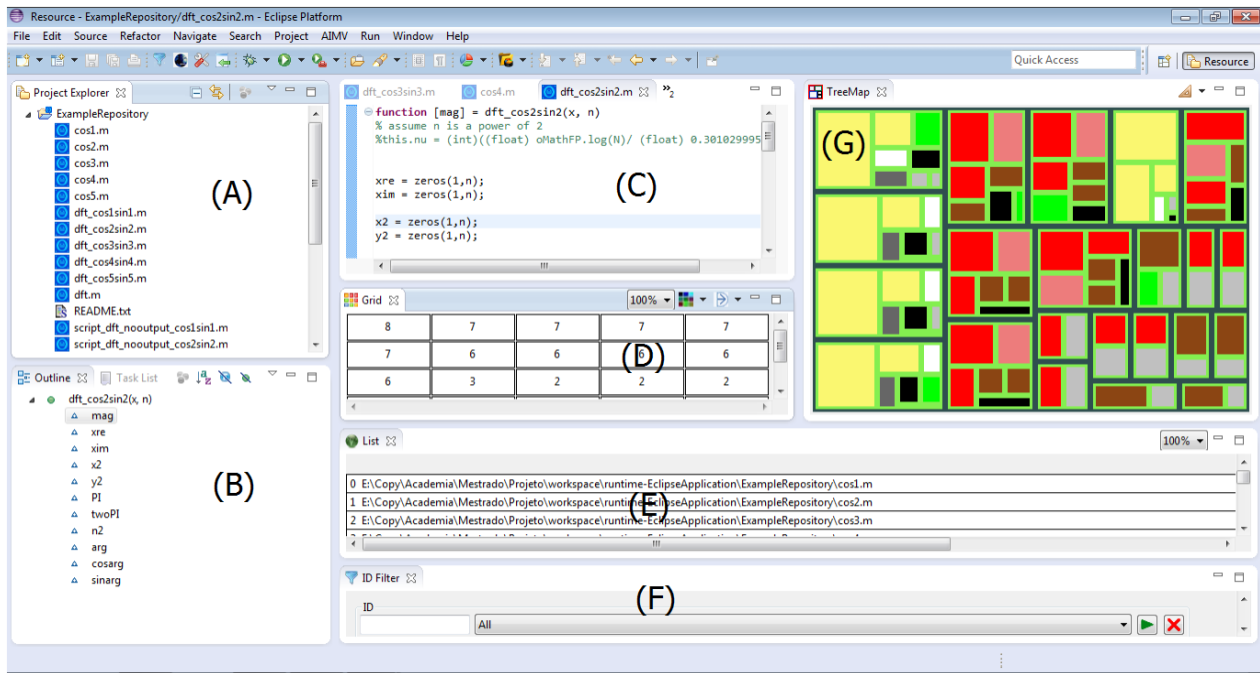 Resource - ExampleRepository/dft_cos2sin2.m - Eclipse Platform
File Edit Source Refactor Navigate Search Project AIMV Run Window Help
Quick Access
Resource
Project Explorer
ExampleRepository
cos1.m
cos2.m
cos3.m
cos4.m
cos5.m
dft_cos1sin1.m
dft_cos2sin2.m
dft_cos3sin3.m
dft_cos4sin4.m
dft_cos5sin5.m
dft.m
README.txt
script_dft_nooutput_cos1sin1.m
script_dft_nooutput_cos2sin2.m
(A)
Outline Task List
dft_cos2sin2(x, n)
mag
xre
xim
x2
y2
PI
twoPI
n2
arg
cosarg
sinarg
(B)
dft_cos3sin3.m cos4.m dft_cos2sin2.m »2
function [mag] = dft_cos2sin2(x, n)
% assume n is a power of 2
%this.nu = (int)((float) oMathFP.log(N)/ (float) 0.301029995
xre = zeros(1,n);
xim = zeros(1,n);
x2 = zeros(1,n);
y2 = zeros(1,n);
(C)
Grid 100%
8 7 7 7 7
7 6 6 6 6
6 3 2 2 2
(D)
List 100%
0 E:\Copy\Academia\Mestrado\Projeto\workspace\runtime-EclipseApplication\ExampleRepository\cos1.m
1 E:\Copy\Academia\Mestrado\Projeto\workspace\runtime-EclipseApplication\ExampleRepository\cos2.m
2 E:\Copy\Academia\Mestrado\Projeto\workspace\runtime-EclipseApplication\ExampleRepository\cos3.m
(E)
ID Filter
ID
All
(F)
TreeMap
(G)